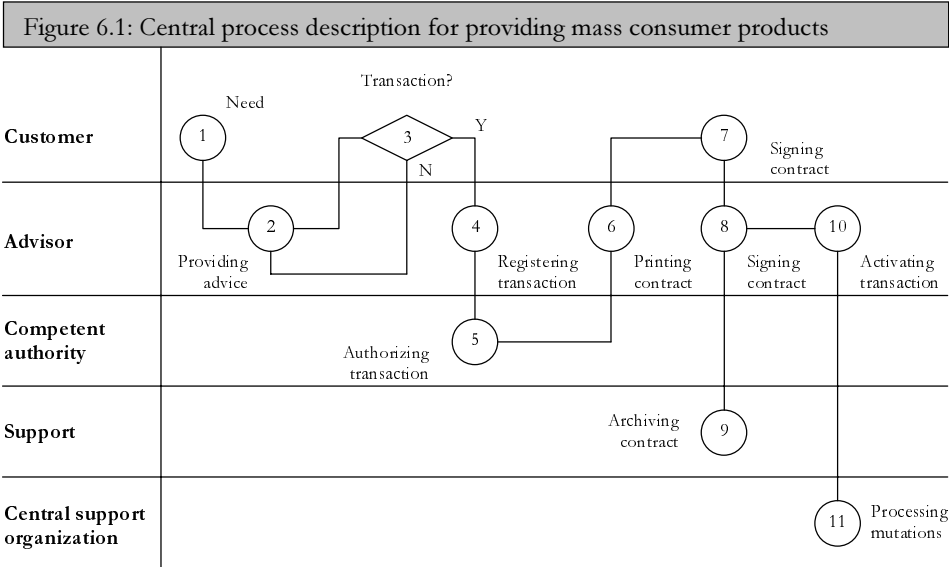 Figure 6.1: Central process description for providing mass consumer products
Transaction?
Need
Customer
1
3
Y
N
7
Signing
contract
Advisor
2
4
6
8
10
Providing
advice
Registering
transaction
Printing
contract
Signing
contract
Activating
transaction
Competent
authority
5
Authorizing
transaction
Support
Archiving
contract
9
Central support
organization
11
Processing
mutations